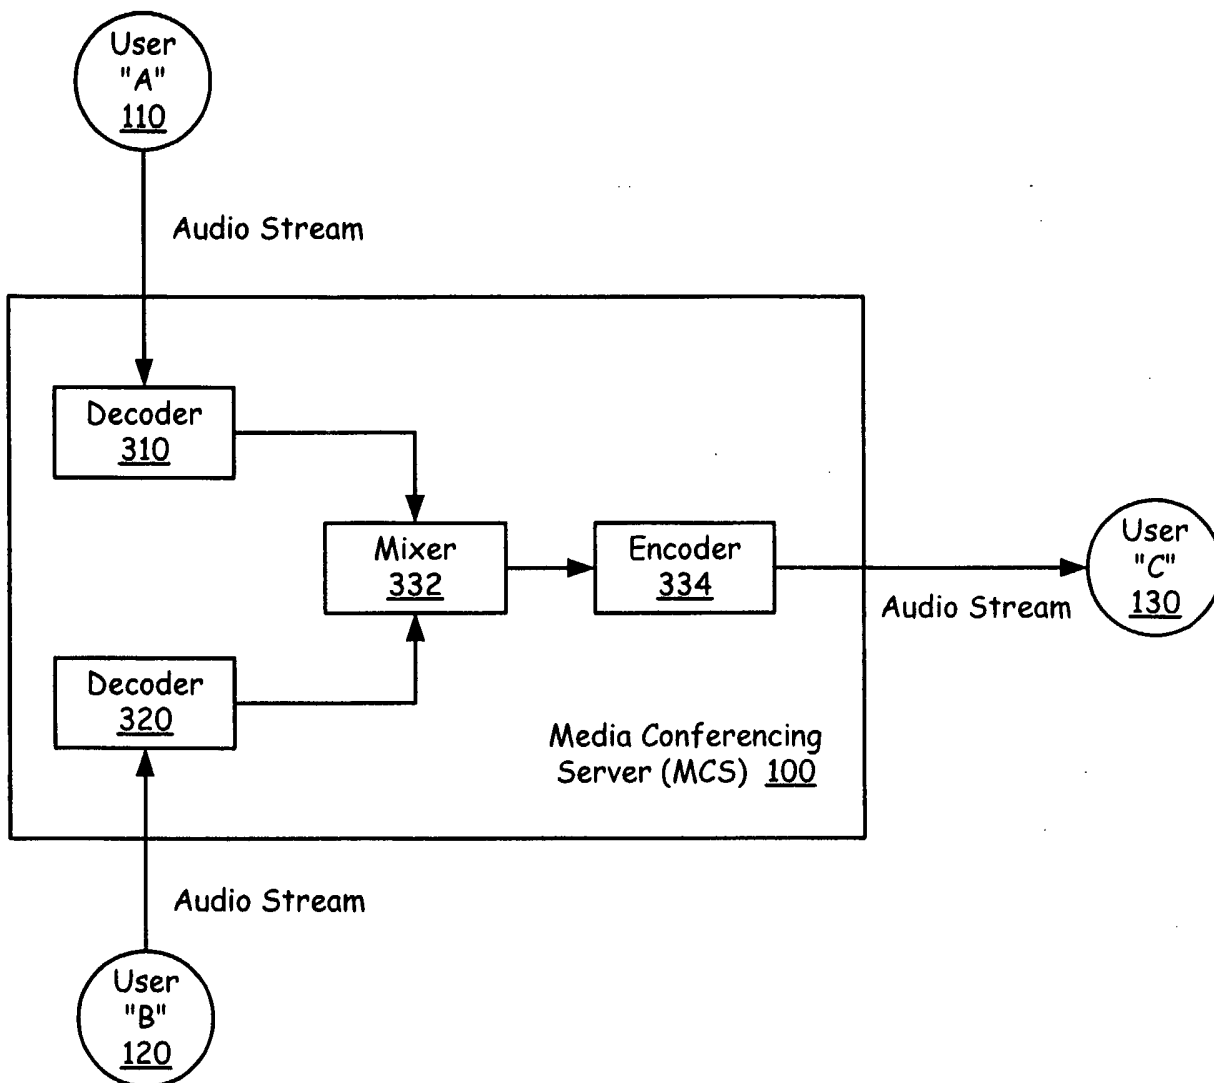 User
"A"
110
Audio Stream
Decoder
310
Mixer
332
Encoder
334
User
"C"
130
Audio Stream
Decoder
320
Media Conferencing
Server (MCS) 100
Audio Stream
User
"B"
120